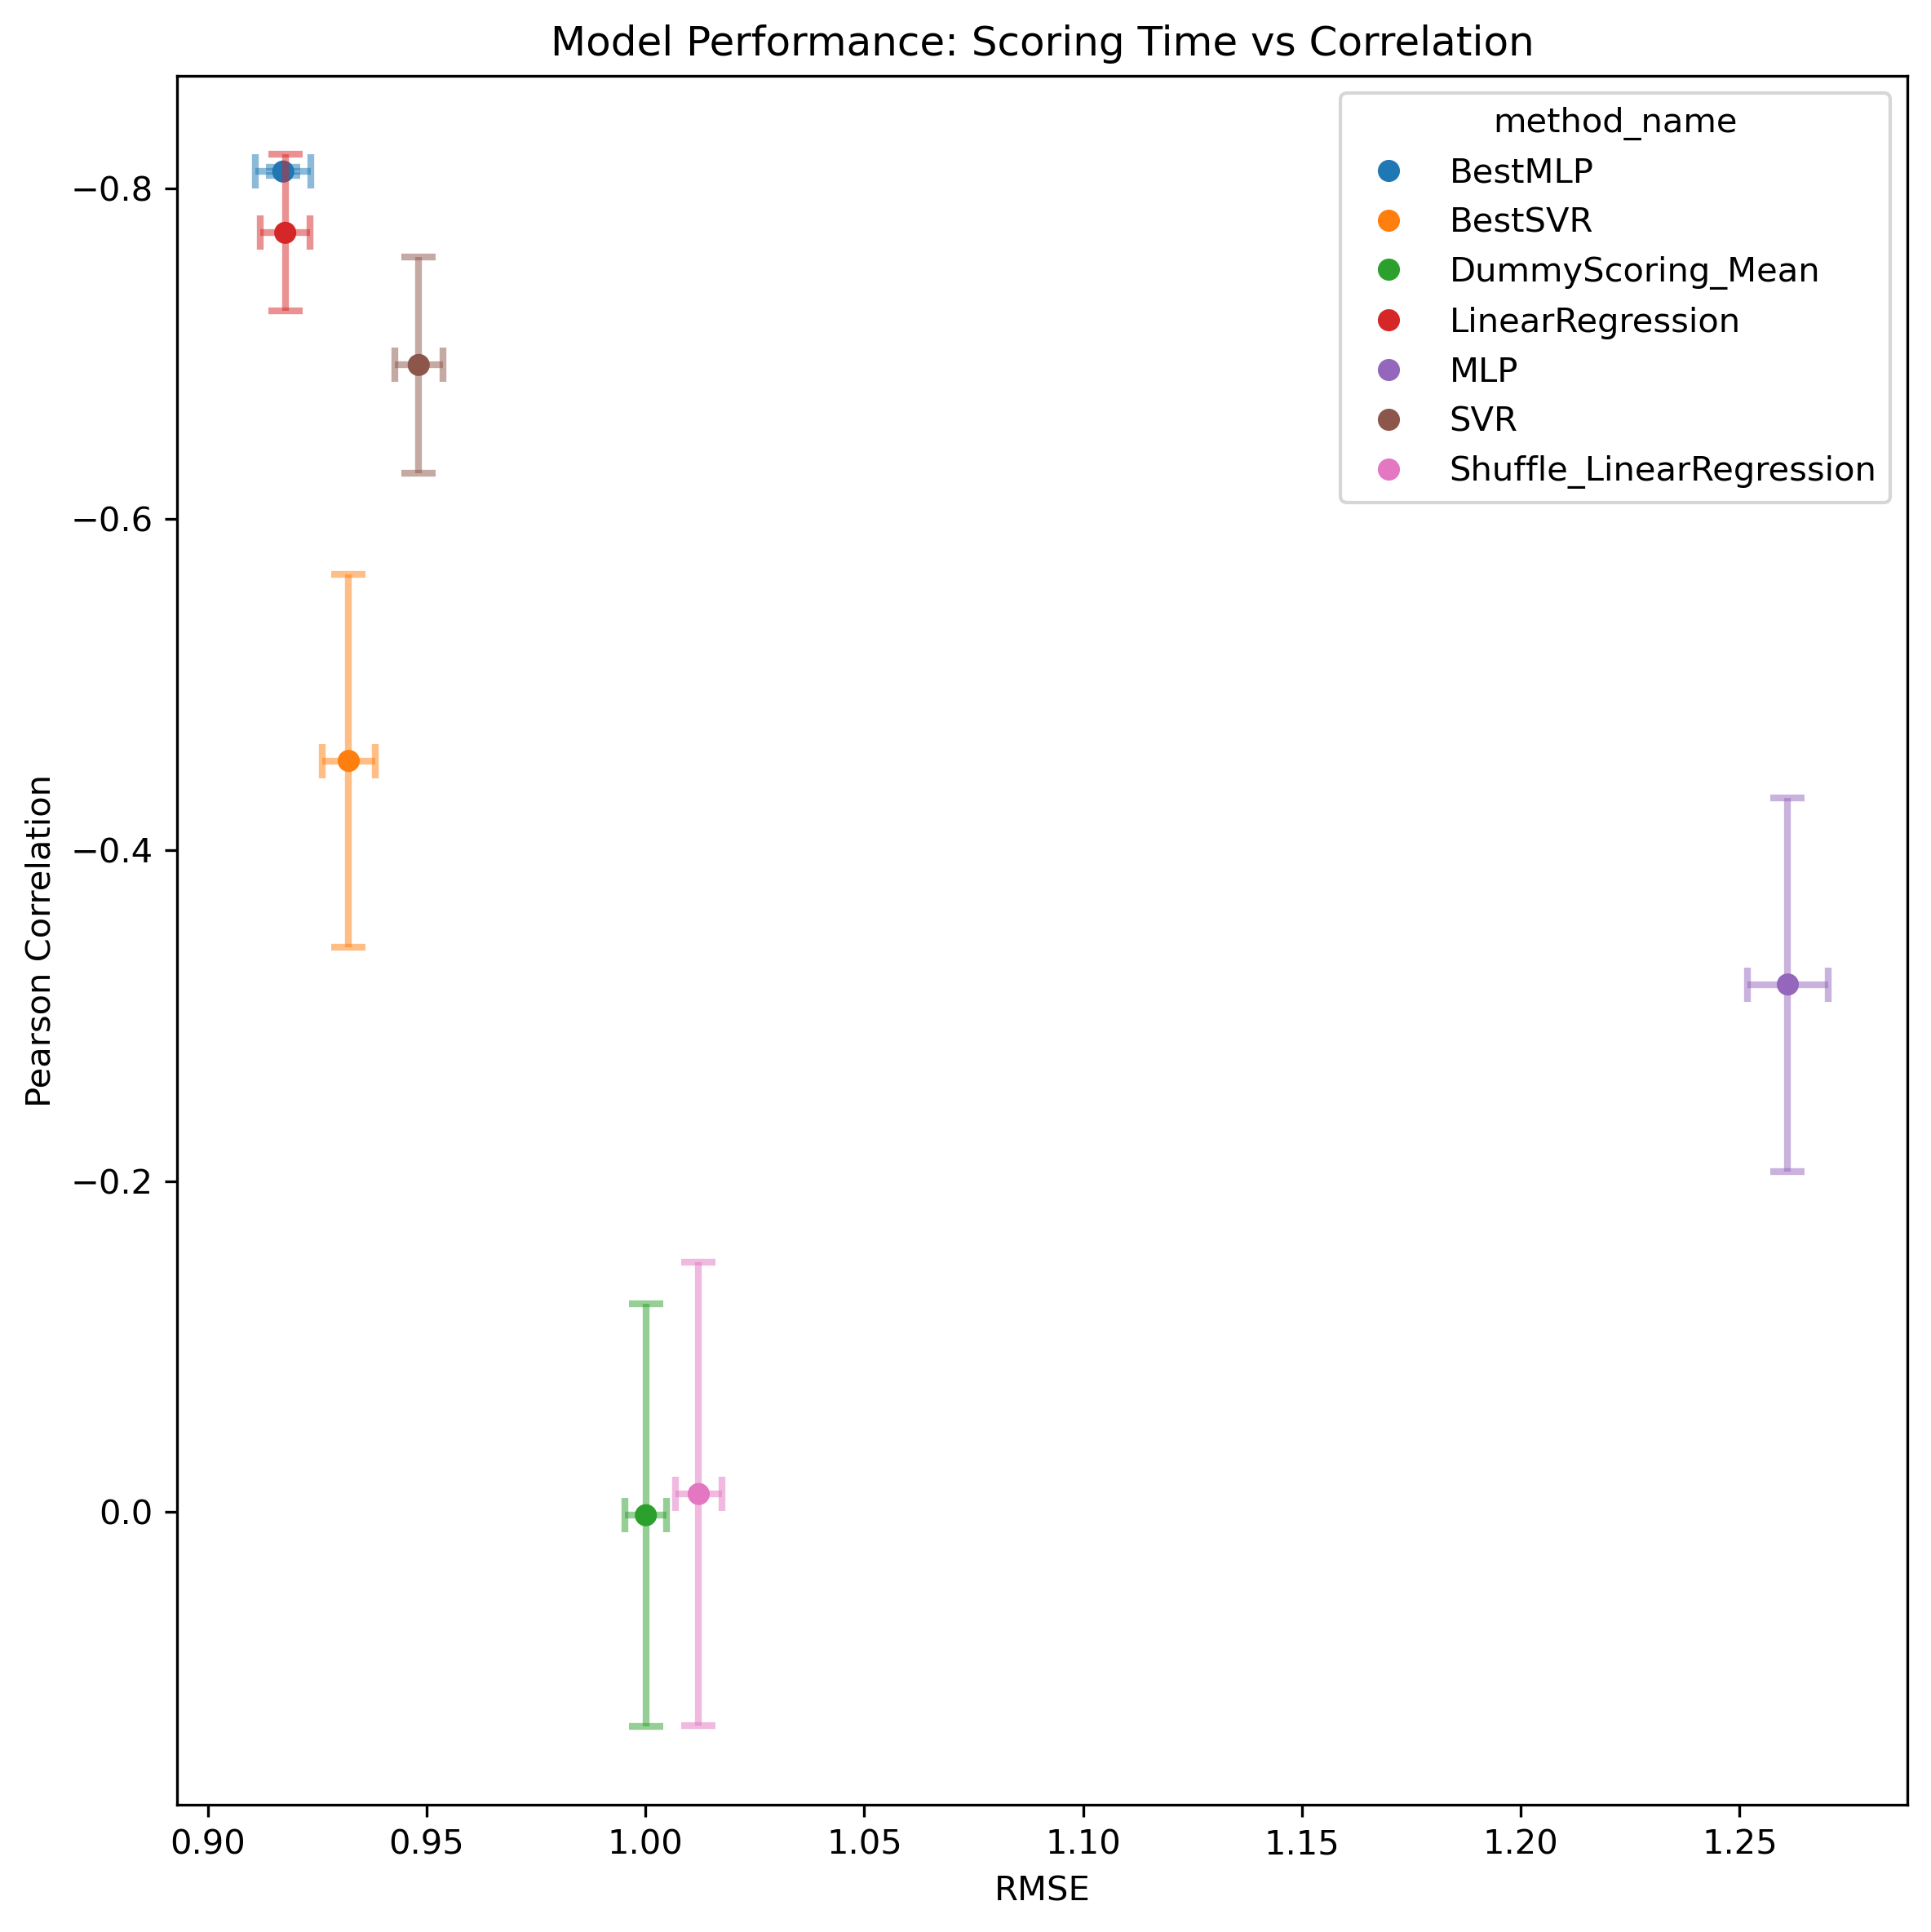 Model Performance: Scoring Time vs Correlation
method_name
BestMLP
BestSVR
DummyScoring_Mean
LinearRegression
MLP
SVR
Shuffle_LinearRegression
Pearson Correlation
−0.8
−0.6
−0.4
−0.2
0.0
0.90 0.95 1.00 1.05 1.10 1.15 1.20 1.25
RMSE